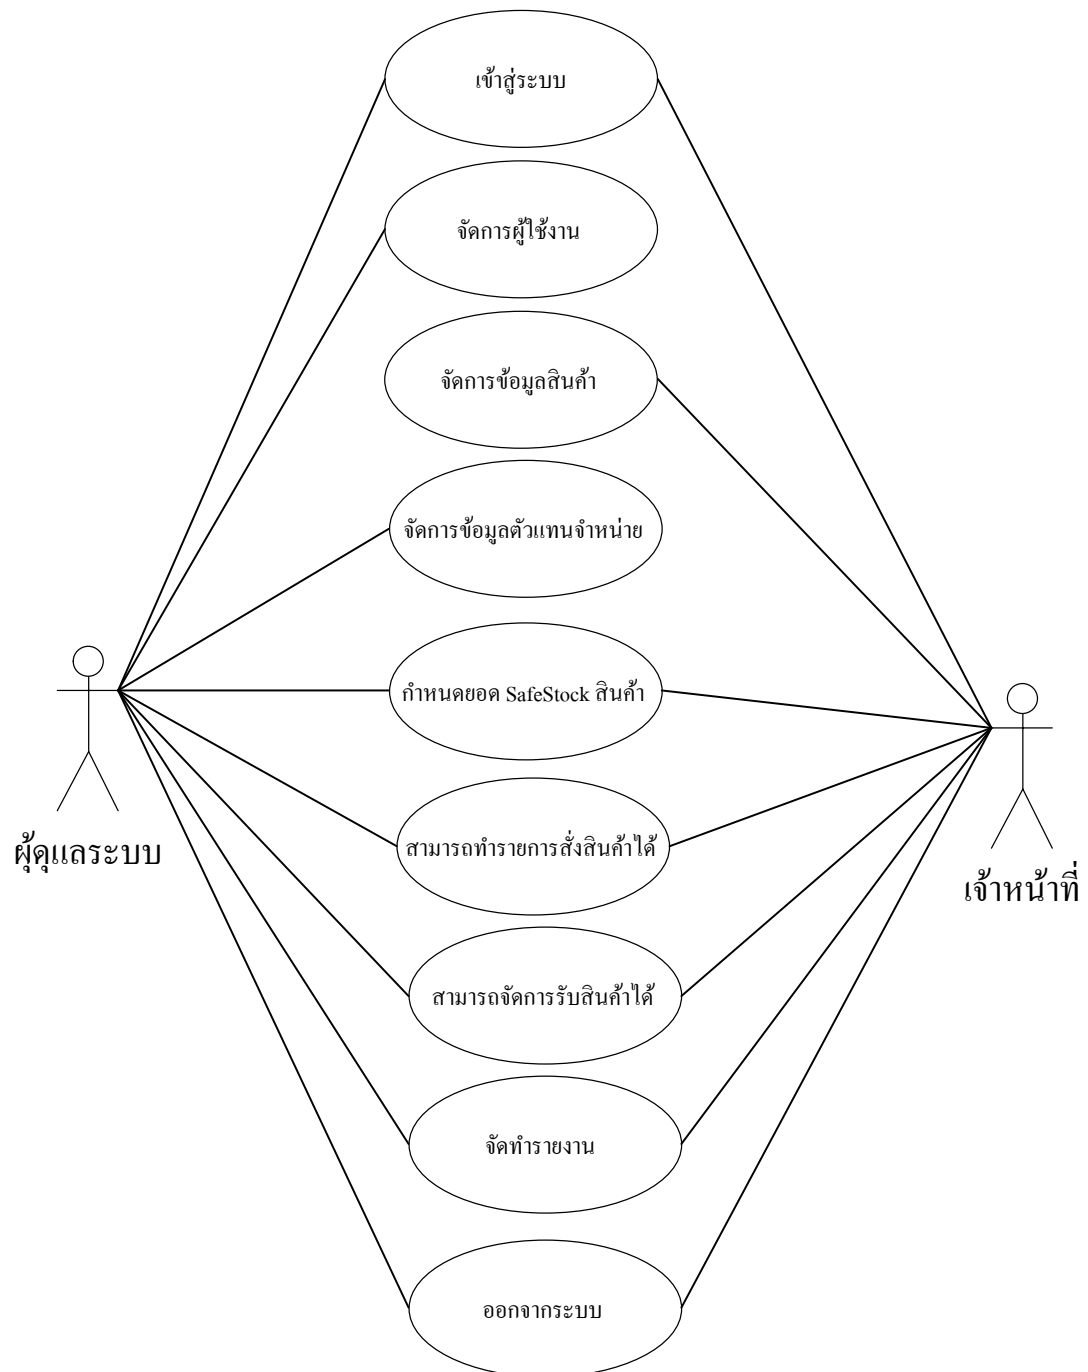 เข้าสู่ระบบ
จัดการผู้ใช้งาน
จัดการข้อมูลสินค้า
จัดการข้อมูลตัวแทนจำหน่าย
กำหนดยอด SafeStock สินค้า
สามารถทำรายการสั่งสินค้าได้
ผุ้ดุแลระบบ
เจ้าหน้าที่
สามารถจัดการรับสินค้าได้
จัดทำรายงาน
ออกจากระบบ